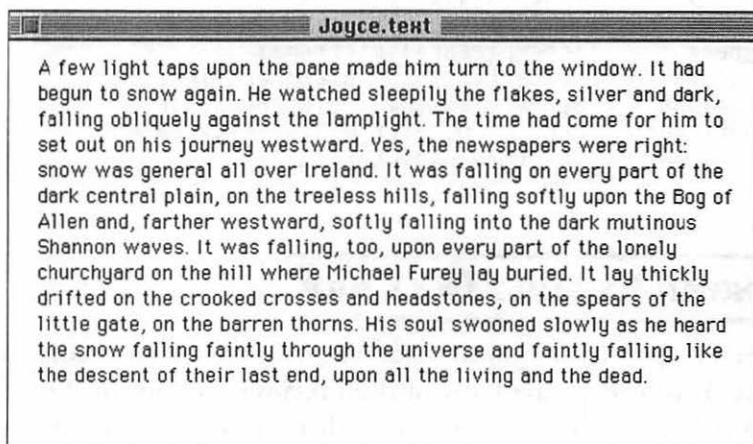 Joyce.text
A few light taps upon the pane made him turn to the window. It had
begun to snow again. He watched sleepily the flakes, silver and dark,
falling obliquely against the lamplight. The time had come for him to
set out on his journey westward. Yes, the newspapers were right:
snow was general all over Ireland. It was falling on every part of the
dark central plain, on the treeless hills, falling softly upon the Bog of
Allen and, farther westward, softly falling into the dark mutinous
Shannon waves. It was falling, too, upon every part of the lonely
churchyard on the hill where Michael Furey lay buried. It lay thickly
drifted on the crooked crosses and headstones, on the spears of the
little gate, on the barren thorns. His soul swooned slowly as he heard
the snow falling faintly through the universe and faintly falling, like
the descent of their last end, upon all the living and the dead.